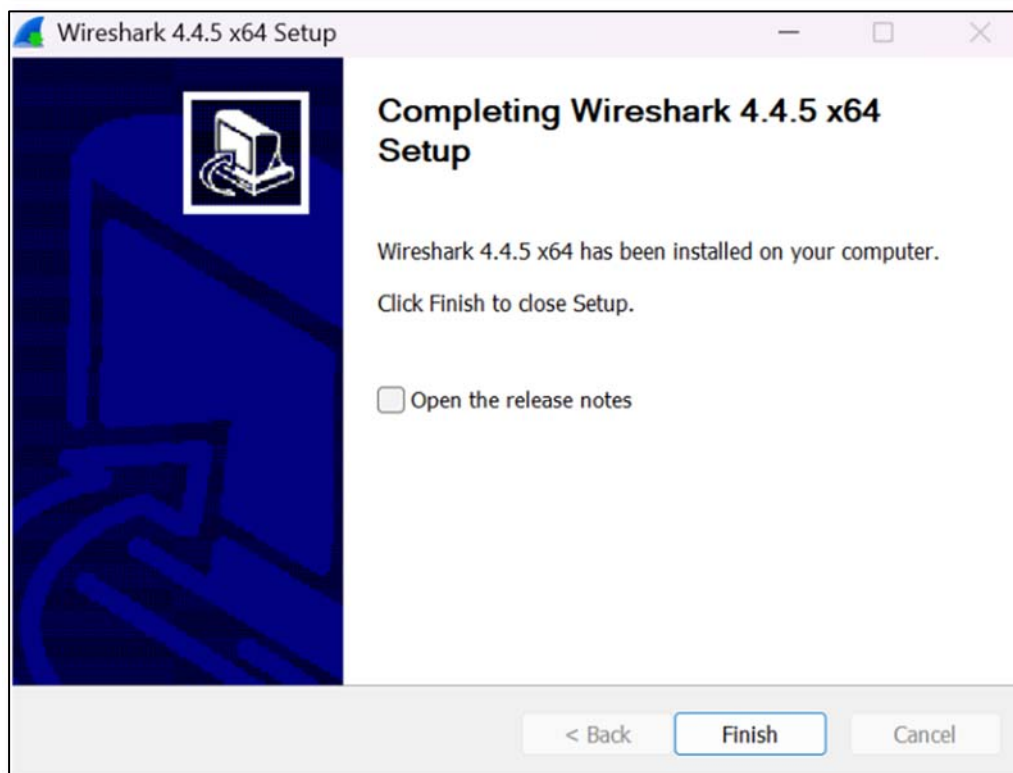 Wireshark 4.4.5 x64 Setup
Completing Wireshark 4.4.5 x64
Setup
Wireshark 4.4.5 x64 has been installed on your computer.
Click Finish to close Setup.
Open the release notes
< Back
Finish
Cancel